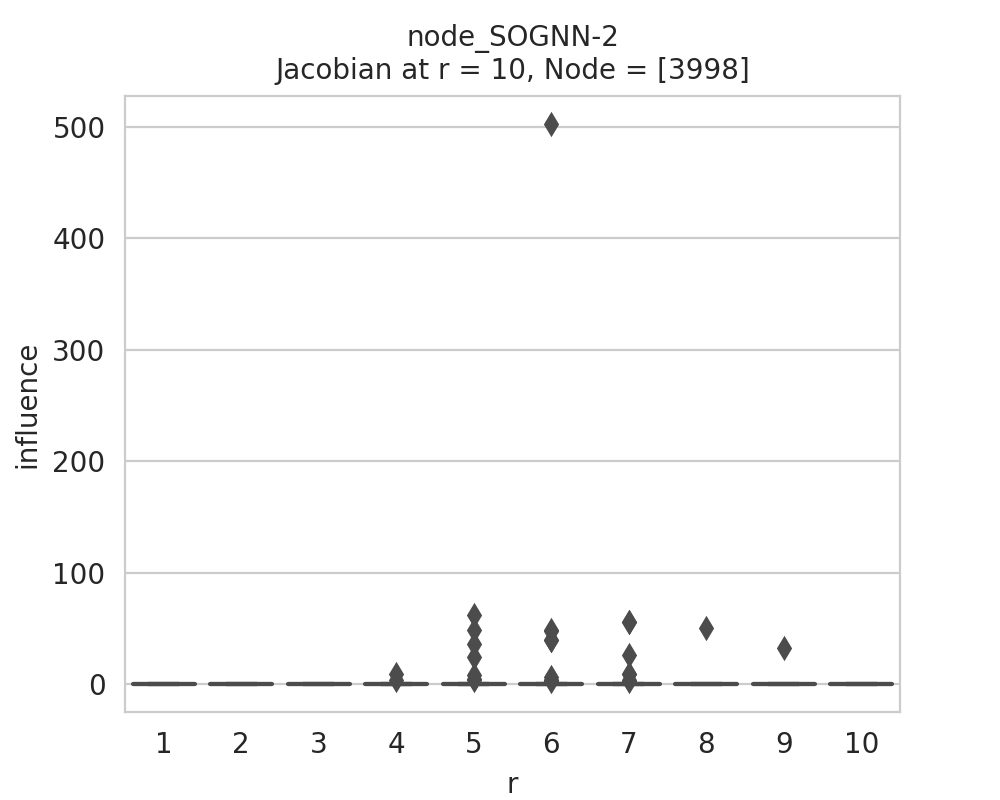 node_SOGNN-2
Jacobian at r = 10, Node = [3998]
500
400
300
200
100
0
influence
1 2 3 4 5 6 7 8 9 10
r